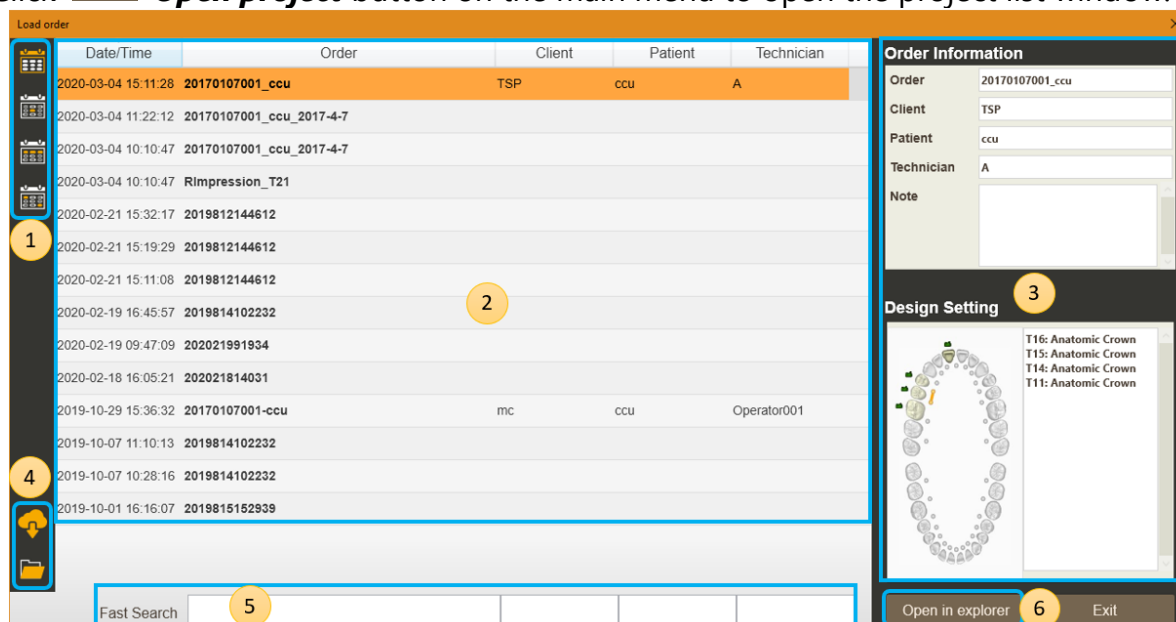 Open project button on the main menu to open the project list window
Load order
Date/Time Order Client Patient Technician
2020-03-04 15:11:28 20170107001_ccu TSP ccu A
2020-03-04 11:22:12 20170107001_ccu_2017-4-7
2020-03-04 10:10:47 20170107001_ccu_2017-4-7
2020-03-04 10:10:47 RImpression_T21
2020-02-21 15:32:17 2019812144612
2020-02-21 15:19:29 2019812144612
2020-02-21 15:11:08 2019812144612
2020-02-19 16:45:57 2019814102232
2020-02-19 09:47:09 202021991934
2020-02-18 16:05:21 202021814031
2019-10-29 15:36:32 20170107001-ccu mc ccu Operator001
2019-10-07 11:10:13 2019814102232
2019-10-07 10:28:16 2019814102232
2019-10-01 16:16:07 2019815152939
1
2
4
Fast Search
5
Order Information
Order 20170107001_ccu
Client TSP
Patient ccu
Technician A
Note
3
Design Setting
T16: Anatomic Crown
T15: Anatomic Crown
T14: Anatomic Crown
T11: Anatomic Crown
Open in explorer 6 Exit